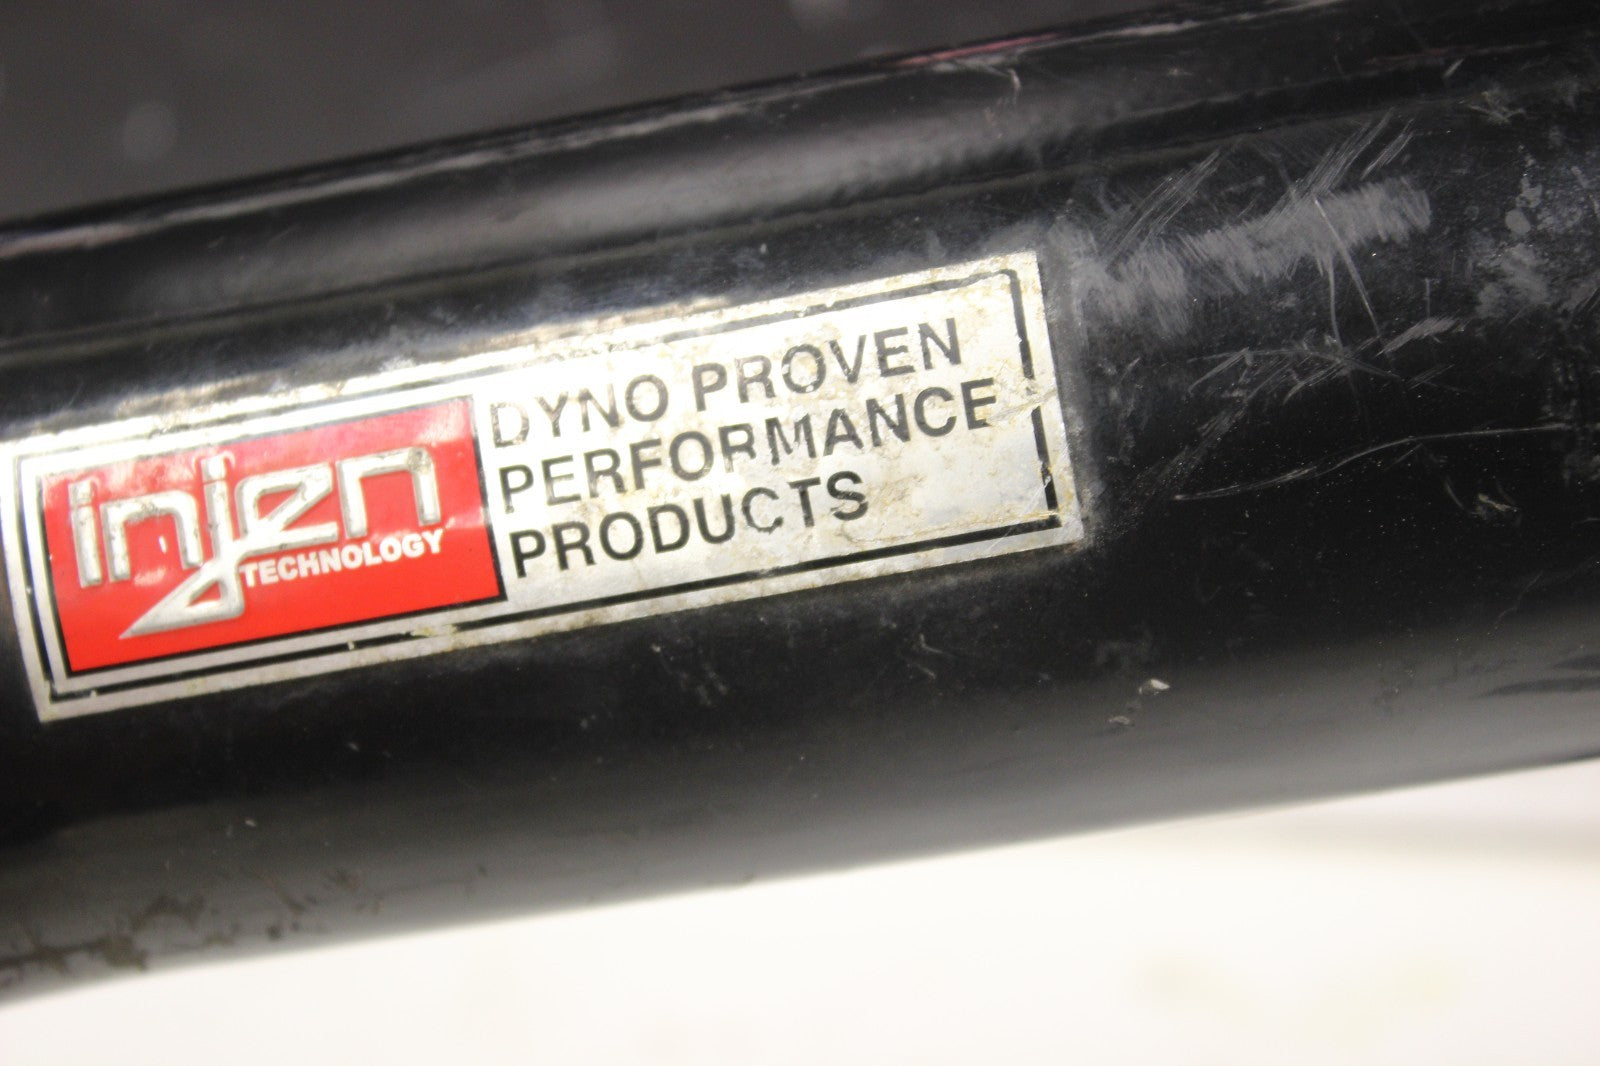 injen
TECHNOLOGY
DYNO PROVEN
PERFORMANCE
PRODUCTS